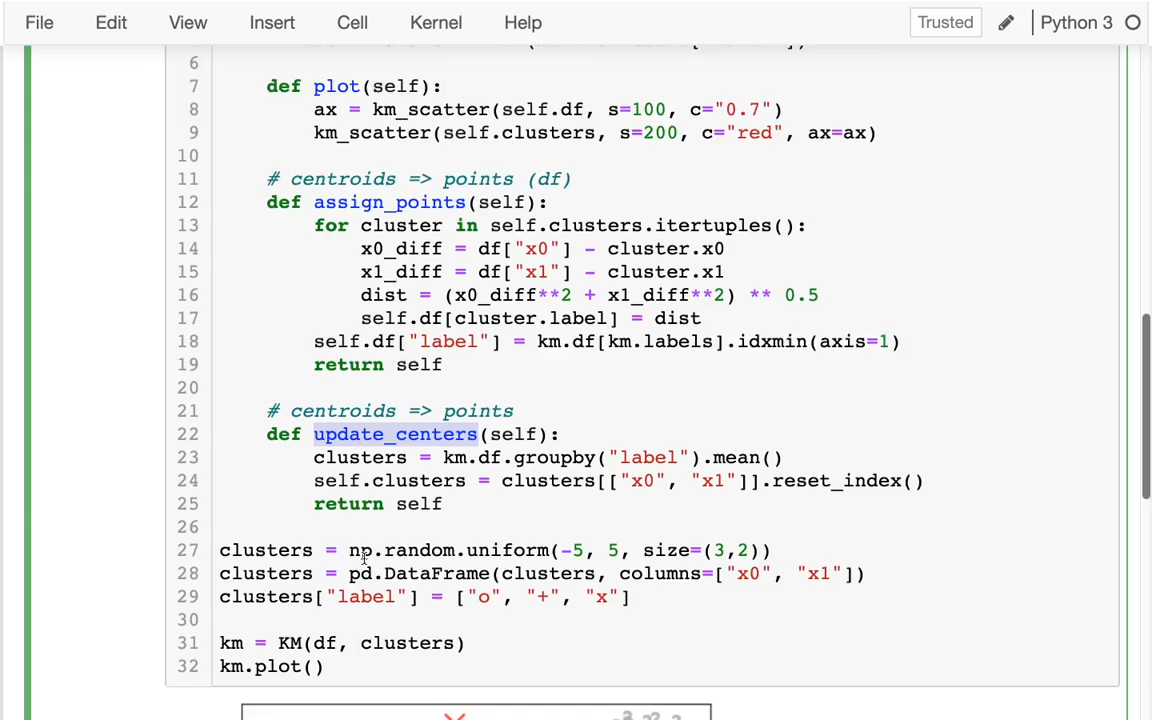 File Edit View Insert Cell Kernel Help Trusted Python 3
6
7 def plot(self):
8 ax = km_scatter(self.df, s=100, c="0.7")
9 km_scatter(self.clusters, s=200, c="red", ax=ax)
10
11 # centroids => points (df)
12 def assign_points(self):
13 for cluster in self.clusters.itertuples():
14 x0_diff = df["x0"] - cluster.x0
15 x1_diff = df["x1"] - cluster.x1
16 dist = (x0_diff**2 + x1_diff**2) ** 0.5
17 self.df[cluster.label] = dist
18 self.df["label"] = km.df[km.labels].idxmin(axis=1)
19 return self
20
21 # centroids => points
22 def update_centers(self):
23 clusters = km.df.groupby("label").mean()
24 self.clusters = clusters[["x0", "x1"]].reset_index()
25 return self
26
27 clusters = np.random.uniform(-5, 5, size=(3,2))
28 clusters = pd.DataFrame(clusters, columns=["x0", "x1"])
29 clusters["label"] = ["o", "+", "x"]
30
31 km = KM(df, clusters)
32 km.plot()